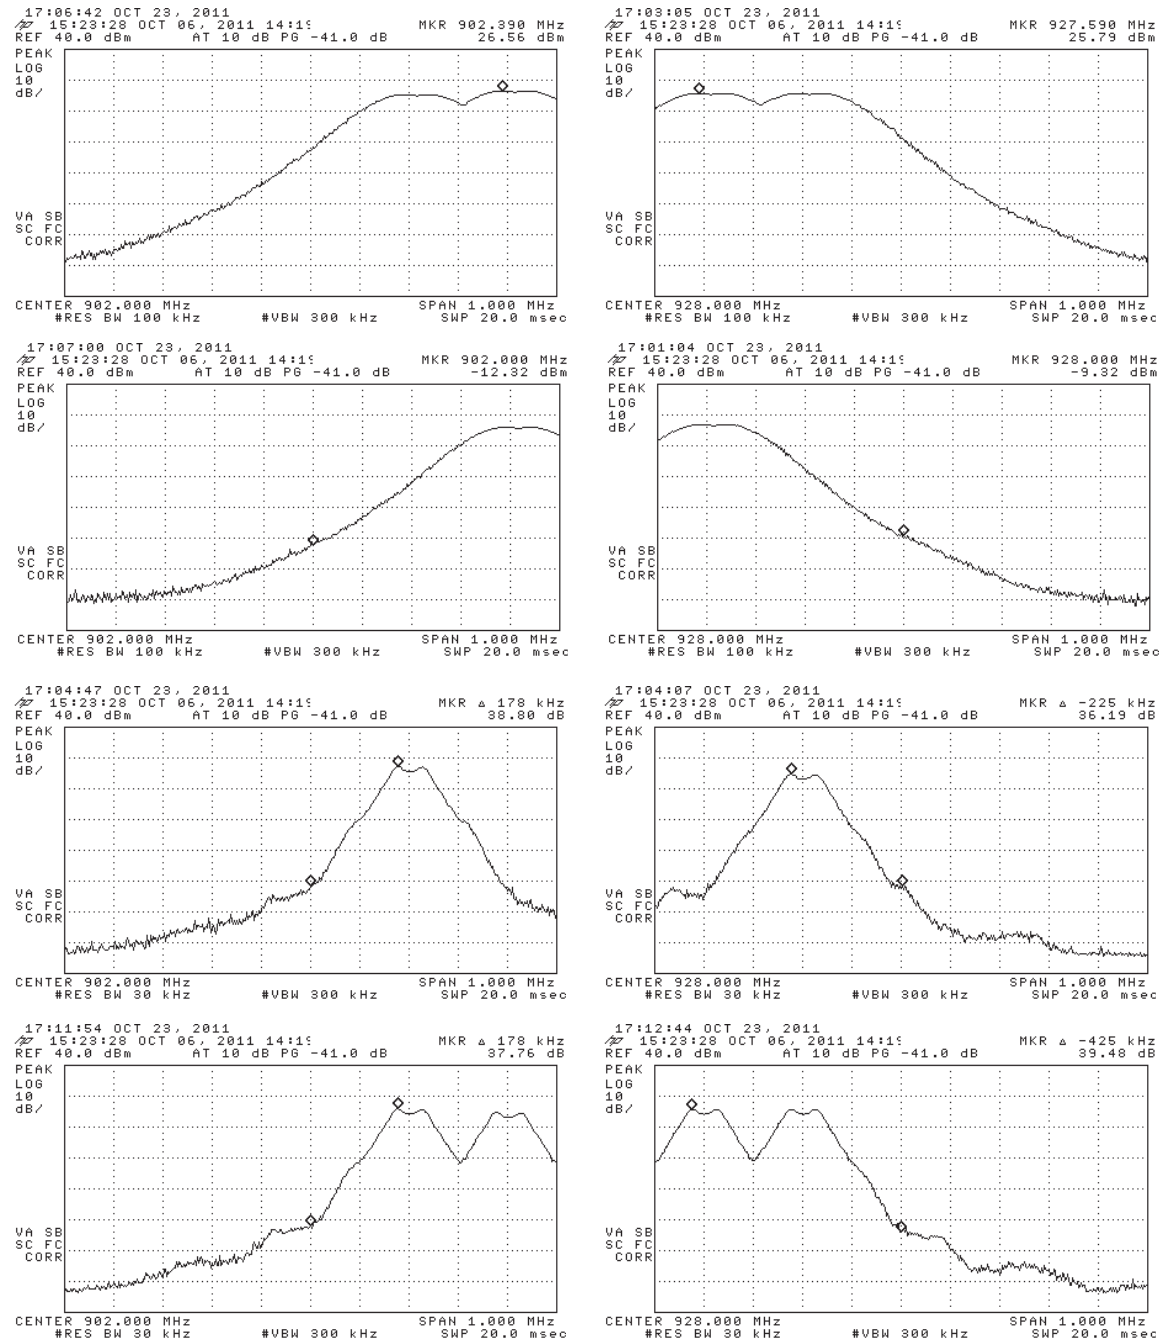 17:06:42 OCT 23, 2011
15:23:28 OCT 06, 2011 14:19 MKR 902.390 MHz
REF 40.0 dBm AT 10 dB PG -41.0 dB 26.56 dBm
PEAK
LOG
10
dB/
VA SB
SC FC
CORR
CENTER 902.000 MHz SPAN 1.000 MHz
#RES BW 100 kHz #VBW 300 kHz SWP 20.0 msec
17:03:05 OCT 23, 2011
15:23:28 OCT 06, 2011 14:19 MKR 927.590 MHz
REF 40.0 dBm AT 10 dB PG -41.0 dB 25.79 dBm
PEAK
LOG
10
dB/
VA SB
SC FC
CORR
CENTER 928.000 MHz SPAN 1.000 MHz
#RES BW 100 kHz #VBW 300 kHz SWP 20.0 msec
17:07:00 OCT 23, 2011
15:23:28 OCT 06, 2011 14:19 MKR 902.000 MHz
REF 40.0 dBm AT 10 dB PG -41.0 dB -12.32 dBm
PEAK
LOG
10
dB/
VA SB
SC FC
CORR
CENTER 902.000 MHz SPAN 1.000 MHz
#RES BW 100 kHz #VBW 300 kHz SWP 20.0 msec
17:01:04 OCT 23, 2011
15:23:28 OCT 06, 2011 14:19 MKR 928.000 MHz
REF 40.0 dBm AT 10 dB PG -41.0 dB -9.32 dBm
PEAK
LOG
10
dB/
VA SB
SC FC
CORR
CENTER 928.000 MHz SPAN 1.000 MHz
#RES BW 100 kHz #VBW 300 kHz SWP 20.0 msec
17:04:47 OCT 23, 2011
15:23:28 OCT 06, 2011 14:19 MKR Δ 178 kHz
REF 40.0 dBm AT 10 dB PG -41.0 dB 38.80 dB
PEAK
LOG
10
dB/
VA SB
SC FC
CORR
CENTER 902.000 MHz SPAN 1.000 MHz
#RES BW 30 kHz #VBW 300 kHz SWP 20.0 msec
17:04:07 OCT 23, 2011
15:23:28 OCT 06, 2011 14:19 MKR Δ -225 kHz
REF 40.0 dBm AT 10 dB PG -41.0 dB 36.19 dB
PEAK
LOG
10
dB/
VA SB
SC FC
CORR
CENTER 928.000 MHz SPAN 1.000 MHz
#RES BW 30 kHz #VBW 300 kHz SWP 20.0 msec
17:11:54 OCT 23, 2011
15:23:28 OCT 06, 2011 14:19 MKR Δ 178 kHz
REF 40.0 dBm AT 10 dB PG -41.0 dB 37.76 dB
PEAK
LOG
10
dB/
VA SB
SC FC
CORR
CENTER 902.000 MHz SPAN 1.000 MHz
#RES BW 30 kHz #VBW 300 kHz SWP 20.0 msec
17:12:44 OCT 23, 2011
15:23:28 OCT 06, 2011 14:19 MKR Δ -425 kHz
REF 40.0 dBm AT 10 dB PG -41.0 dB 39.48 dB
PEAK
LOG
10
dB/
VA SB
SC FC
CORR
CENTER 928.000 MHz SPAN 1.000 MHz
#RES BW 30 kHz #VBW 300 kHz SWP 20.0 msec